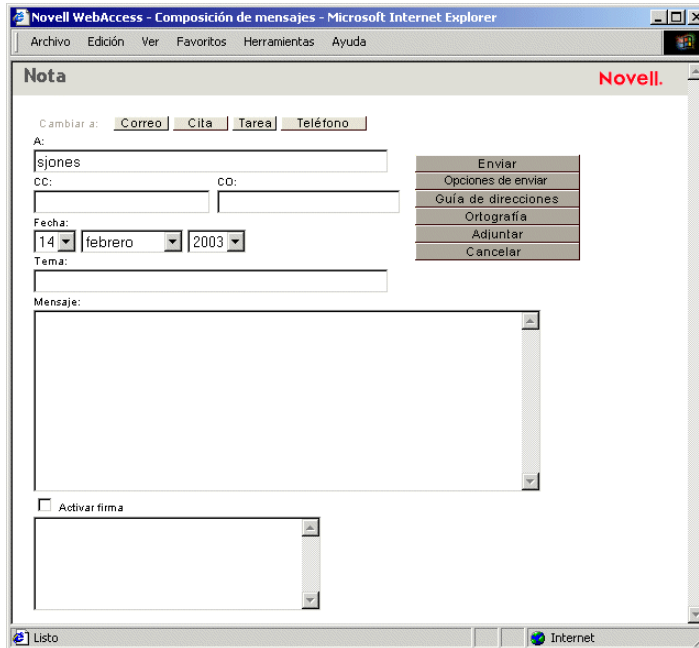 Novell WebAccess - Composición de mensajes - Microsoft Internet Explorer
Archivo Edición Ver Favoritos Herramientas Ayuda
Nota
Novell.
Cambiar a: Correo Cita Tarea Teléfono
A:
sjones
CC: CO:
Fecha:
14 febrero 2003
Tema:
Mensaje:
Enviar
Opciones de enviar
Guía de direcciones
Ortografía
Adjuntar
Cancelar
Activar firma
Listo Internet